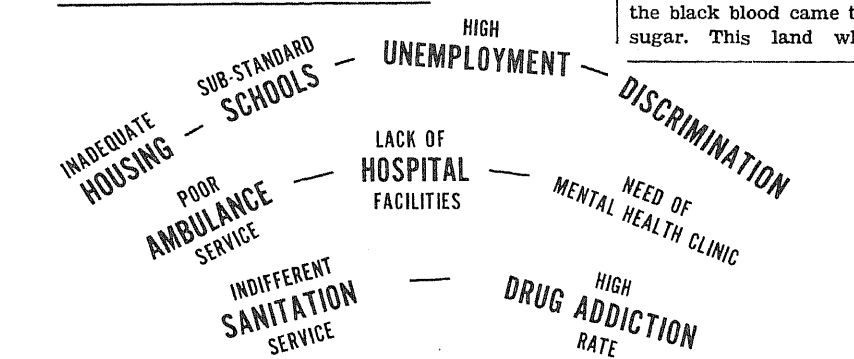 the black blood came t
sugar. This land wh
INADEQUATE
HOUSING
—
SUB-STANDARD
SCHOOLS
—
HIGH
UNEMPLOYMENT
—
DISCRIMINATION
POOR
AMBULANCE
SERVICE
—
LACK OF
HOSPITAL
FACILITIES
—
NEED OF
MENTAL HEALTH CLINIC
INDIFFERENT
SANITATION
SERVICE
—
HIGH
DRUG ADDICTION
RATE